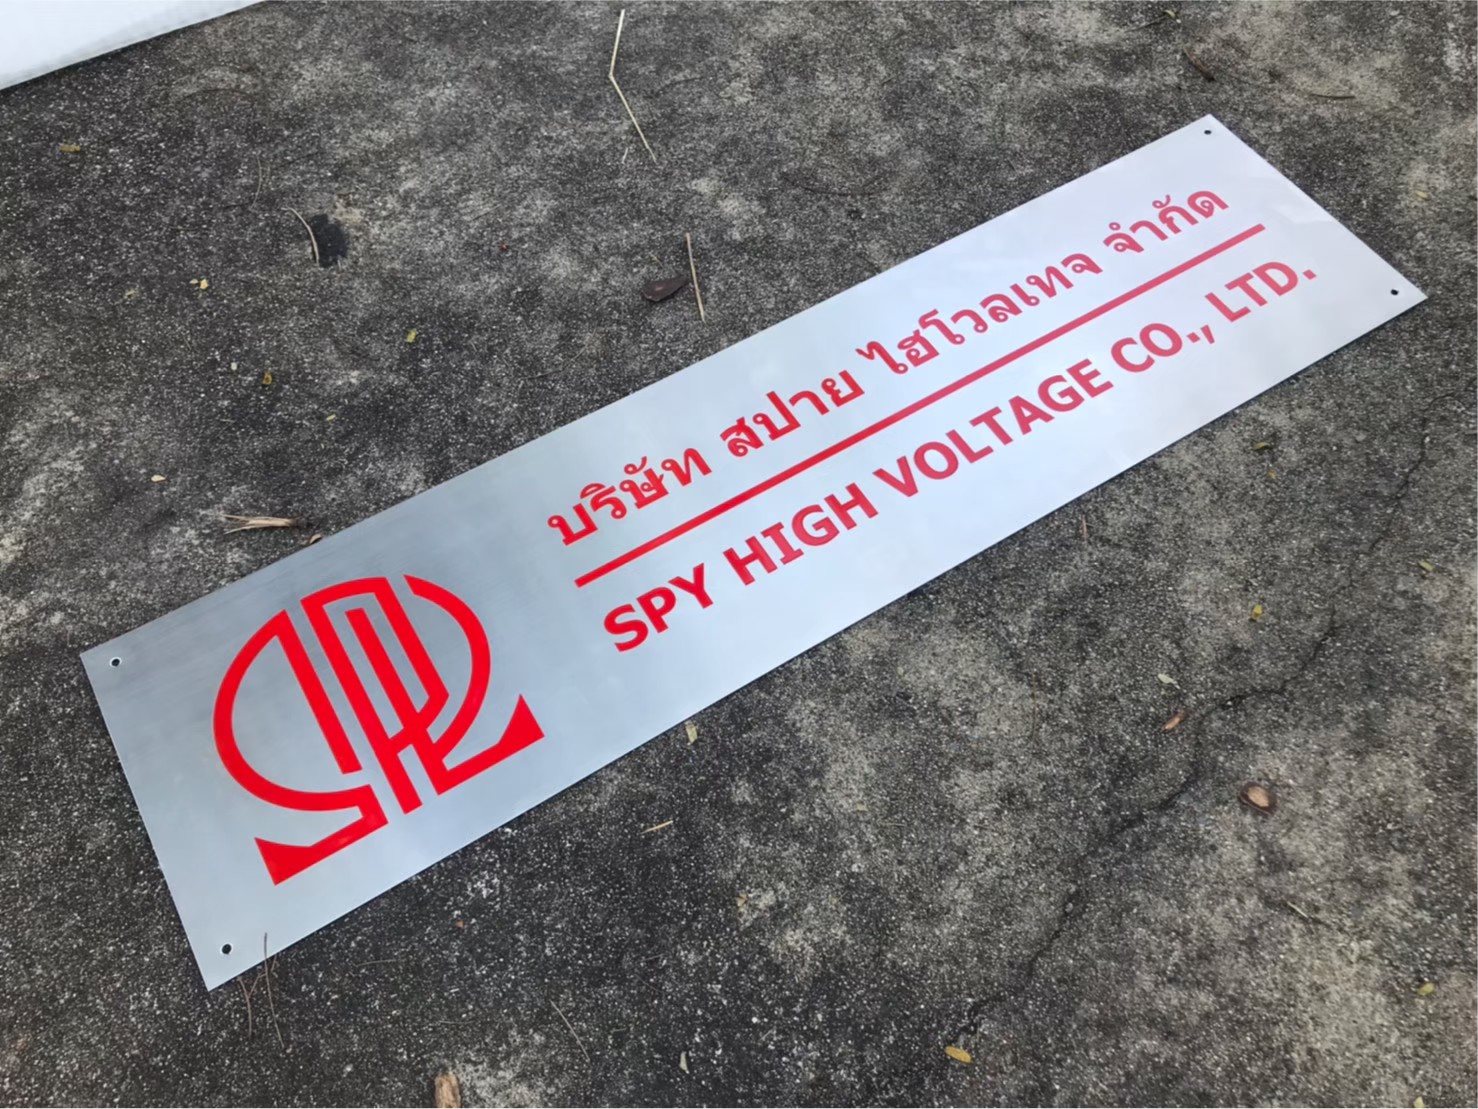 บริษัท สปาย ไฮโวลเทจ จำกัด
SPY HIGH VOLTAGE CO., LTD.